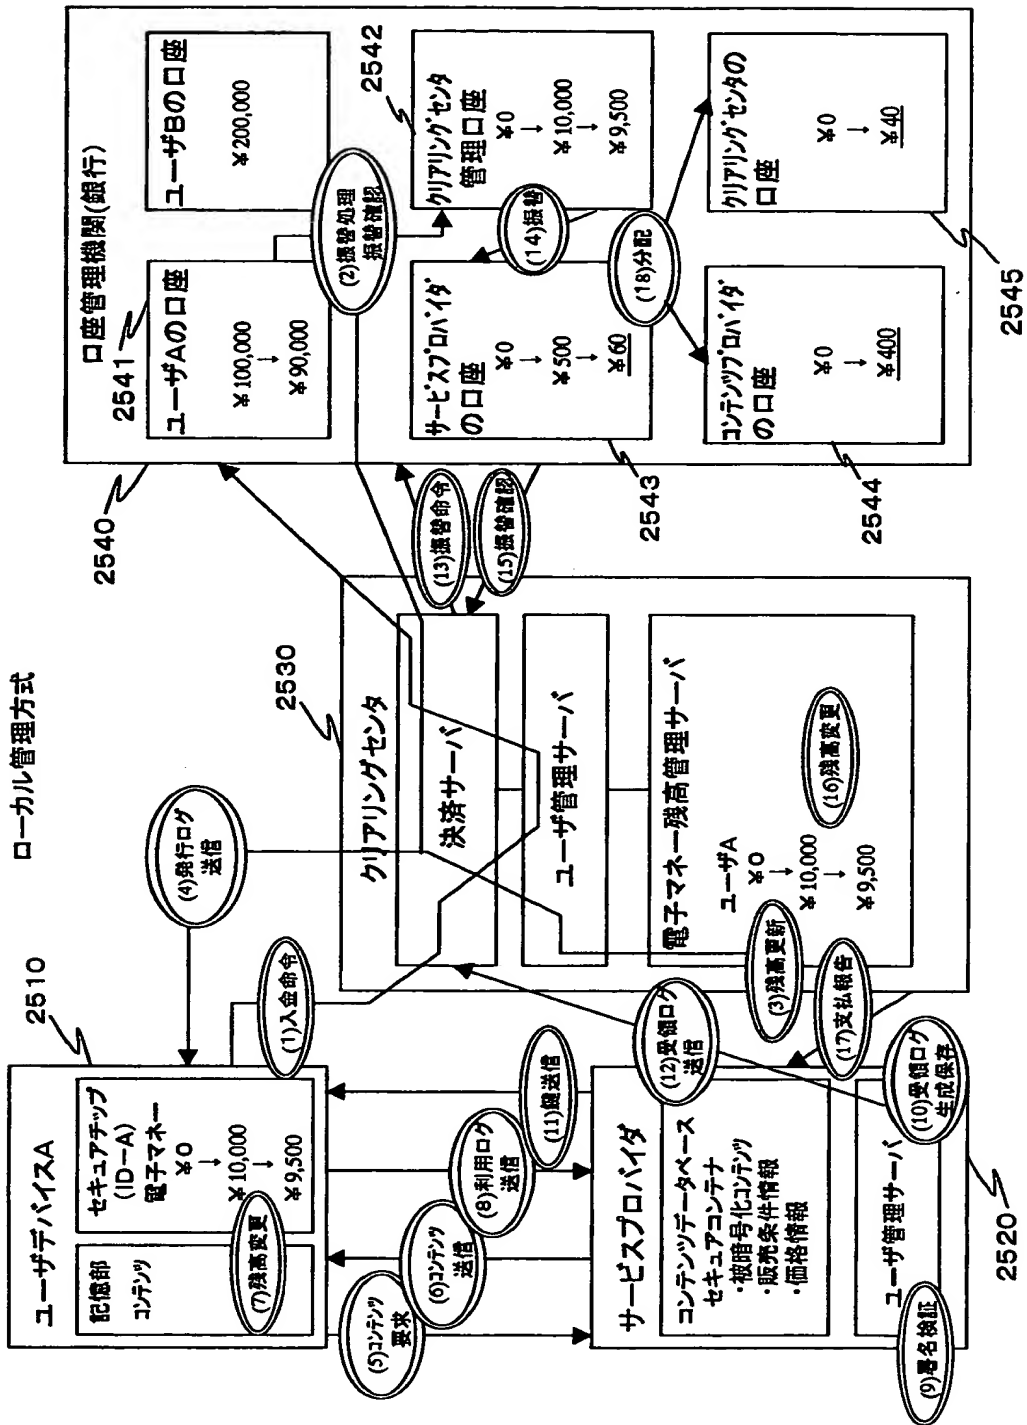 ローカル管理方式
2510
ユーザデバイスA
記憶部
コンテンツ
セキュアチップ
(ID-A)
電子マネー
¥0
→
¥10,000
→
¥9,500
(7)残高変更
(1)入金命令
(4)発行ログ
送信
(5)コンテンツ
要求
(6)コンテンツ
送信
(8)利用ログ
送信
(11)鍵送信
サービスプロバイダ
コンテンツデータベース
セキュアコンテナ
・被暗号化コンテンツ
・販売条件情報
・価格情報
ユーザ管理サーバ
(9)署名検証
(10)受領ログ
生成保存
2520
(12)受領ログ
送信
(17)支払報告
(3)残高更新
2530
クリアリングセンタ
決済サーバ
ユーザ管理サーバ
電子マネー残高管理サーバ
ユーザA
¥0
→
¥10,000
→
¥9,500
(16)残高変更
(13)振替命令
(15)振替確認
2540
口座管理機関(銀行)
2541
ユーザAの口座
¥100,000
→
¥90,000
ユーザBの口座
¥200,000
(2)振替処理
振替確認
2542
クリアリングセンタ
管理口座
¥0
→
¥10,000
→
¥9,500
(14)振替
サービスプロバイダ
の口座
¥0
→
¥500
→
¥60
2543
(18)分配
コンテンツプロバイダ
の口座
¥0
→
¥400
2544
クリアリングセンタの
口座
¥0
→
¥40
2545